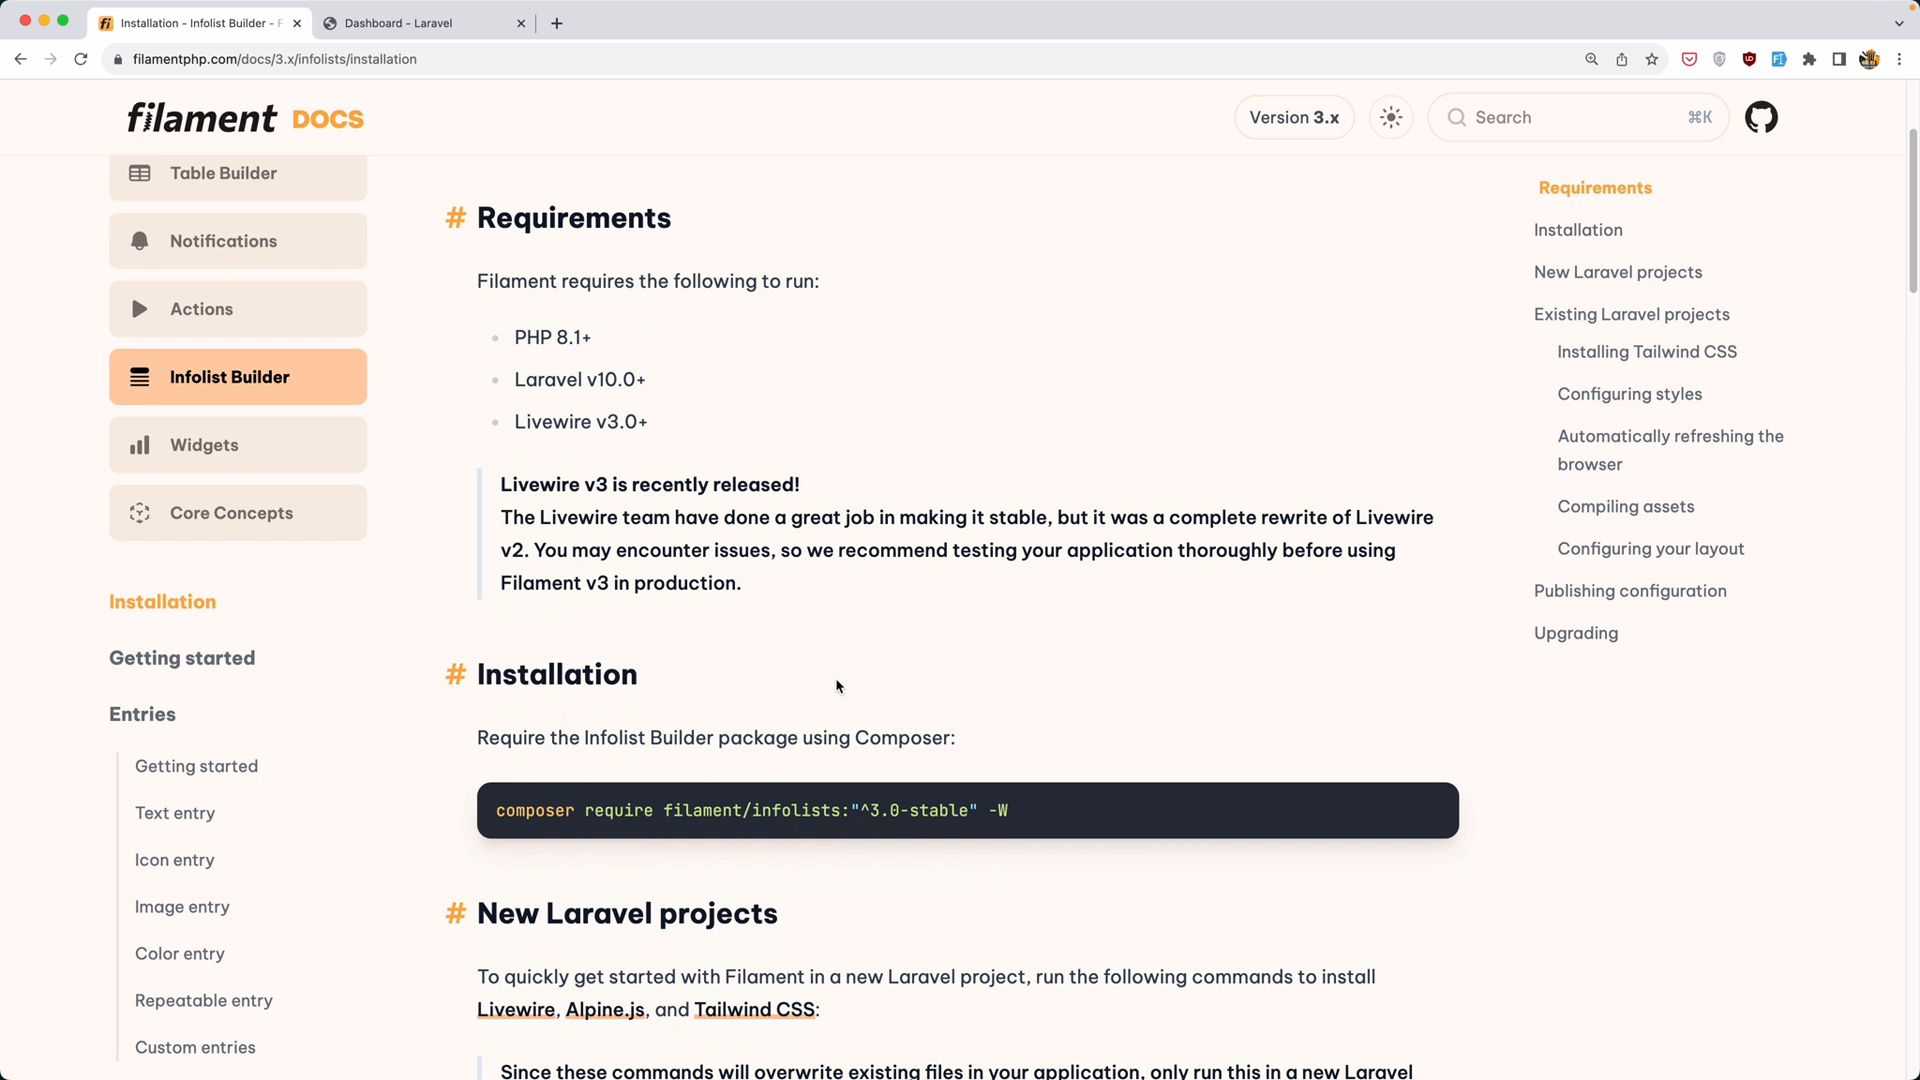 Installation - Infolist Builder - F
Dashboard - Laravel
filamentphp.com/docs/3.x/infolists/installation
filament DOCS
Version 3.x
Search
⌘K
Table Builder
Notifications
Actions
Infolist Builder
Widgets
Core Concepts
Installation
Getting started
Entries
Getting started
Text entry
Icon entry
Image entry
Color entry
Repeatable entry
Custom entries
# Requirements
Filament requires the following to run:
PHP 8.1+
Laravel v10.0+
Livewire v3.0+
Livewire v3 is recently released!
The Livewire team have done a great job in making it stable, but it was a complete rewrite of Livewire
v2. You may encounter issues, so we recommend testing your application thoroughly before using
Filament v3 in production.
# Installation
Require the Infolist Builder package using Composer:
composer require filament/infolists:"^3.0-stable" -W
# New Laravel projects
To quickly get started with Filament in a new Laravel project, run the following commands to install
Livewire, Alpine.js, and Tailwind CSS:
Since these commands will overwrite existing files in your application, only run this in a new Laravel
Requirements
Installation
New Laravel projects
Existing Laravel projects
Installing Tailwind CSS
Configuring styles
Automatically refreshing the
browser
Compiling assets
Configuring your layout
Publishing configuration
Upgrading